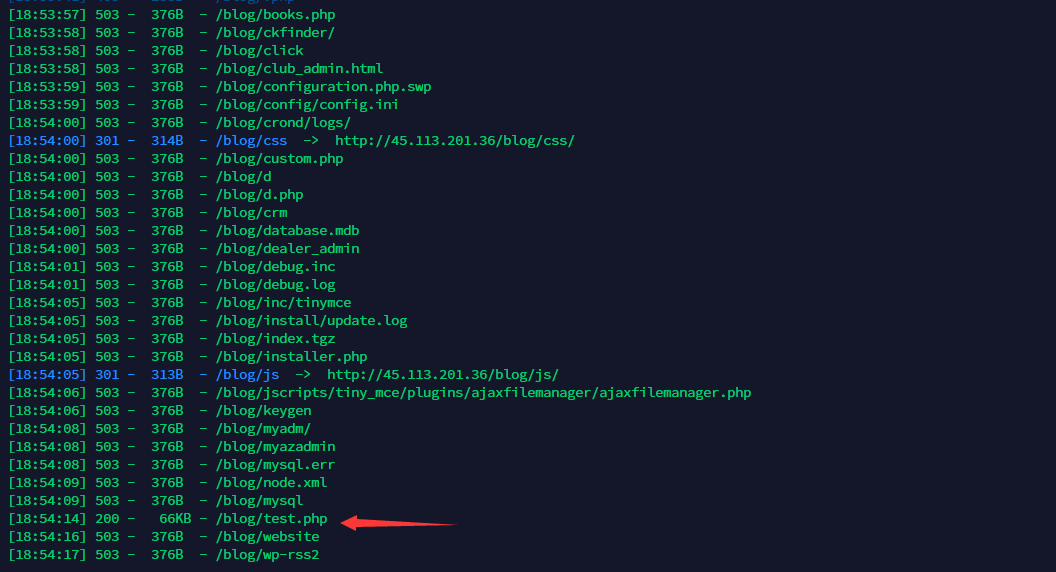 [18:53:57] 503 -  376B  - /blog/books.php
[18:53:58] 503 -  376B  - /blog/ckfinder/
[18:53:58] 503 -  376B  - /blog/click
[18:53:58] 503 -  376B  - /blog/club_admin.html
[18:53:59] 503 -  376B  - /blog/configuration.php.swp
[18:53:59] 503 -  376B  - /blog/config/config.ini
[18:54:00] 503 -  376B  - /blog/crond/logs/
[18:54:00] 301 -  314B  - /blog/css  ->  http://45.113.201.36/blog/css/
[18:54:00] 503 -  376B  - /blog/custom.php
[18:54:00] 503 -  376B  - /blog/d
[18:54:00] 503 -  376B  - /blog/d.php
[18:54:00] 503 -  376B  - /blog/crm
[18:54:00] 503 -  376B  - /blog/database.mdb
[18:54:00] 503 -  376B  - /blog/dealer_admin
[18:54:01] 503 -  376B  - /blog/debug.inc
[18:54:01] 503 -  376B  - /blog/debug.log
[18:54:05] 503 -  376B  - /blog/inc/tinymce
[18:54:05] 503 -  376B  - /blog/install/update.log
[18:54:05] 503 -  376B  - /blog/index.tgz
[18:54:05] 503 -  376B  - /blog/installer.php
[18:54:05] 301 -  313B  - /blog/js  ->  http://45.113.201.36/blog/js/
[18:54:06] 503 -  376B  - /blog/jscripts/tiny_mce/plugins/ajaxfilemanager/ajaxfilemanager.php
[18:54:06] 503 -  376B  - /blog/keygen
[18:54:08] 503 -  376B  - /blog/myadm/
[18:54:08] 503 -  376B  - /blog/myazadmin
[18:54:08] 503 -  376B  - /blog/mysql.err
[18:54:09] 503 -  376B  - /blog/node.xml
[18:54:09] 503 -  376B  - /blog/mysql
[18:54:14] 200 -   66KB - /blog/test.php
[18:54:16] 503 -  376B  - /blog/website
[18:54:17] 503 -  376B  - /blog/wp-rss2